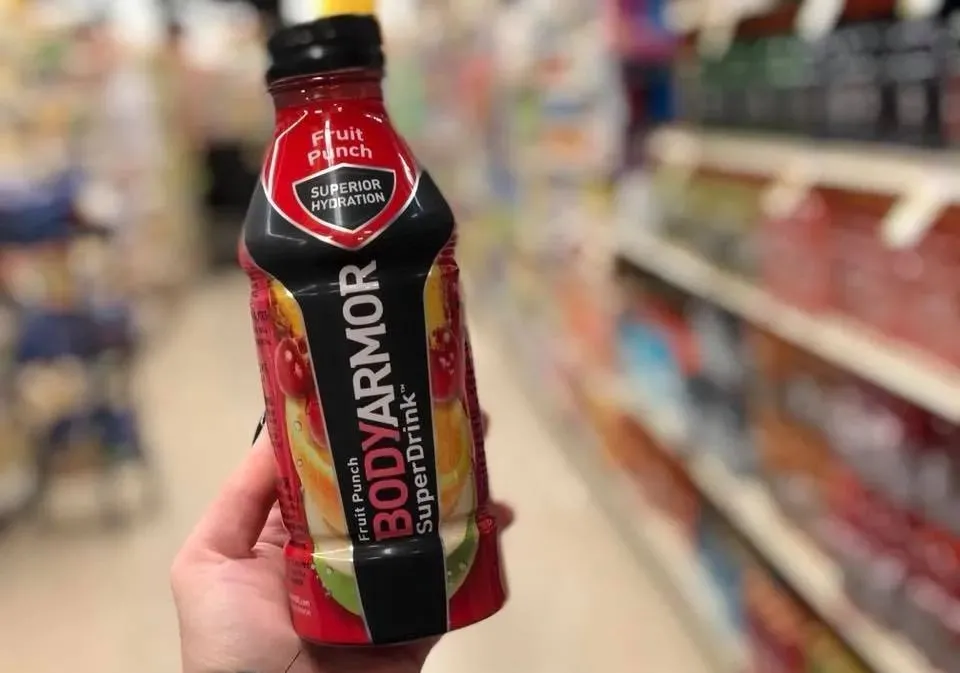 Fruit
Punch
SUPERIOR
HYDRATION
Fruit Punch
BODYARMOR
SuperDrink™